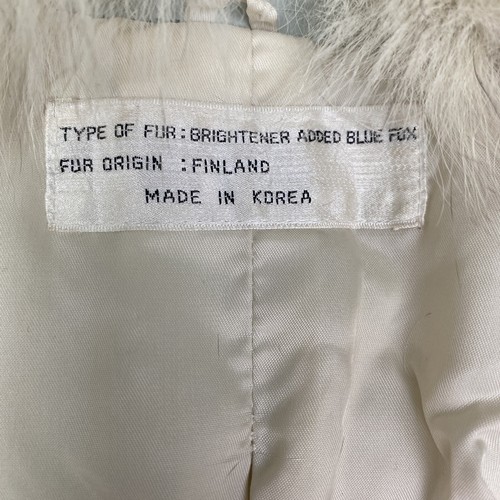 TYPE OF FUR: BRIGHTENER ADDED BLUE FOX
FUR ORIGIN : FINLAND
MADE IN KOREA